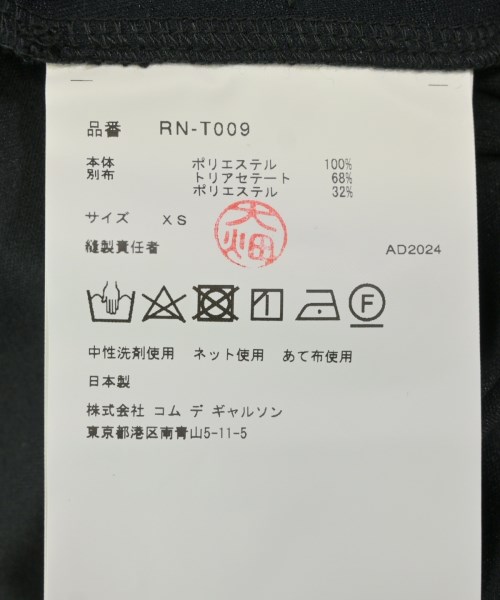 品番 RN-T009
本体 ポリエステル 100%
別布 トリアセテート 68%
ポリエステル 32%
サイズ XS
大畑
縫製責任者 AD2024
F
中性洗剤使用 ネット使用 あて布使用
日本製
株式会社 コム デ ギャルソン
東京都港区南青山5-11-5